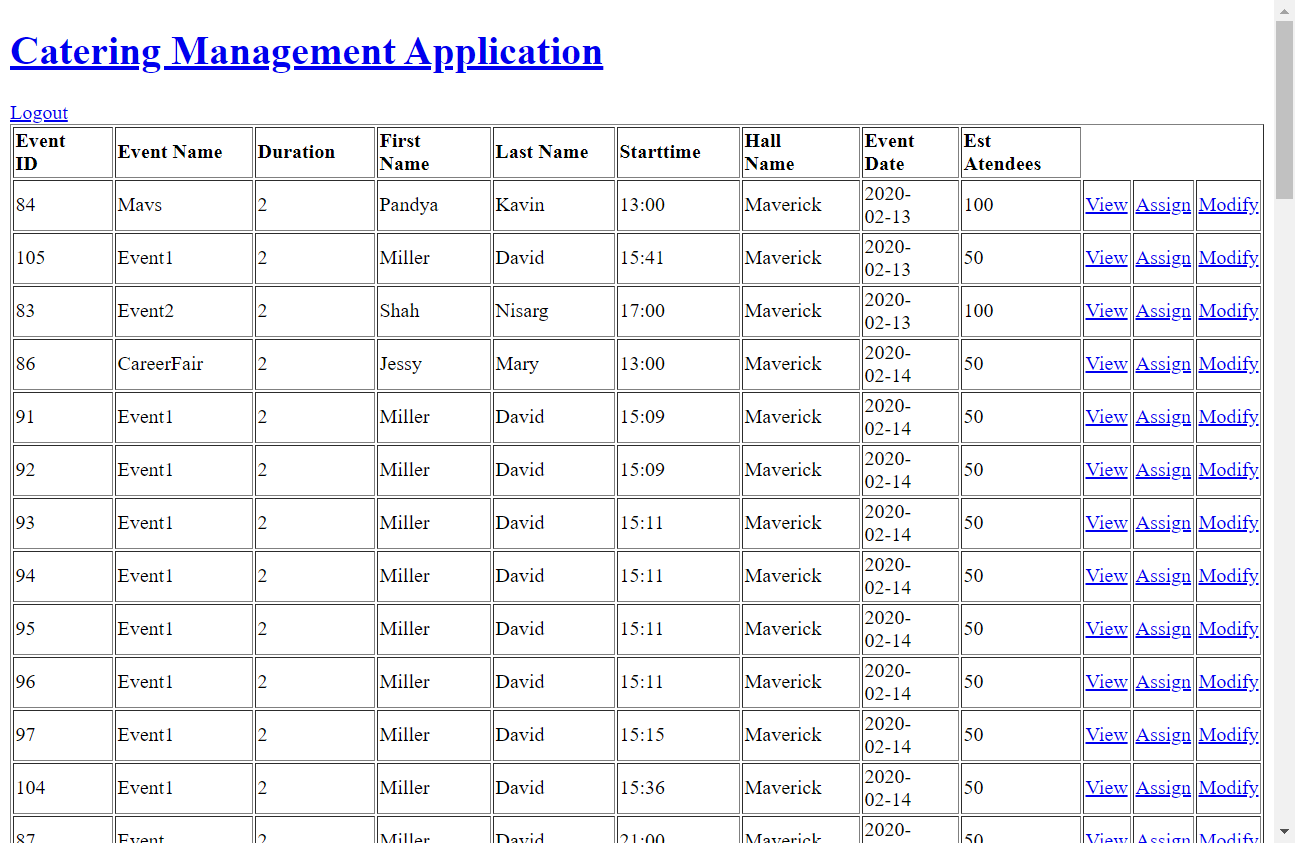 Catering Management Application
Logout
Event ID Event Name Duration First Name Last Name Starttime Hall Name Event Date Est Atendees
84 Mavs 2 Pandya Kavin 13:00 Maverick 2020-02-13 100 View Assign Modify
105 Event1 2 Miller David 15:41 Maverick 2020-02-13 50 View Assign Modify
83 Event2 2 Shah Nisarg 17:00 Maverick 2020-02-13 100 View Assign Modify
86 CareerFair 2 Jessy Mary 13:00 Maverick 2020-02-14 50 View Assign Modify
91 Event1 2 Miller David 15:09 Maverick 2020-02-14 50 View Assign Modify
92 Event1 2 Miller David 15:09 Maverick 2020-02-14 50 View Assign Modify
93 Event1 2 Miller David 15:11 Maverick 2020-02-14 50 View Assign Modify
94 Event1 2 Miller David 15:11 Maverick 2020-02-14 50 View Assign Modify
95 Event1 2 Miller David 15:11 Maverick 2020-02-14 50 View Assign Modify
96 Event1 2 Miller David 15:11 Maverick 2020-02-14 50 View Assign Modify
97 Event1 2 Miller David 15:15 Maverick 2020-02-14 50 View Assign Modify
104 Event1 2 Miller David 15:36 Maverick 2020-02-14 50 View Assign Modify
87 Event 2 Miller David 21:00 Maverick 2020- 50 View Assign Modify